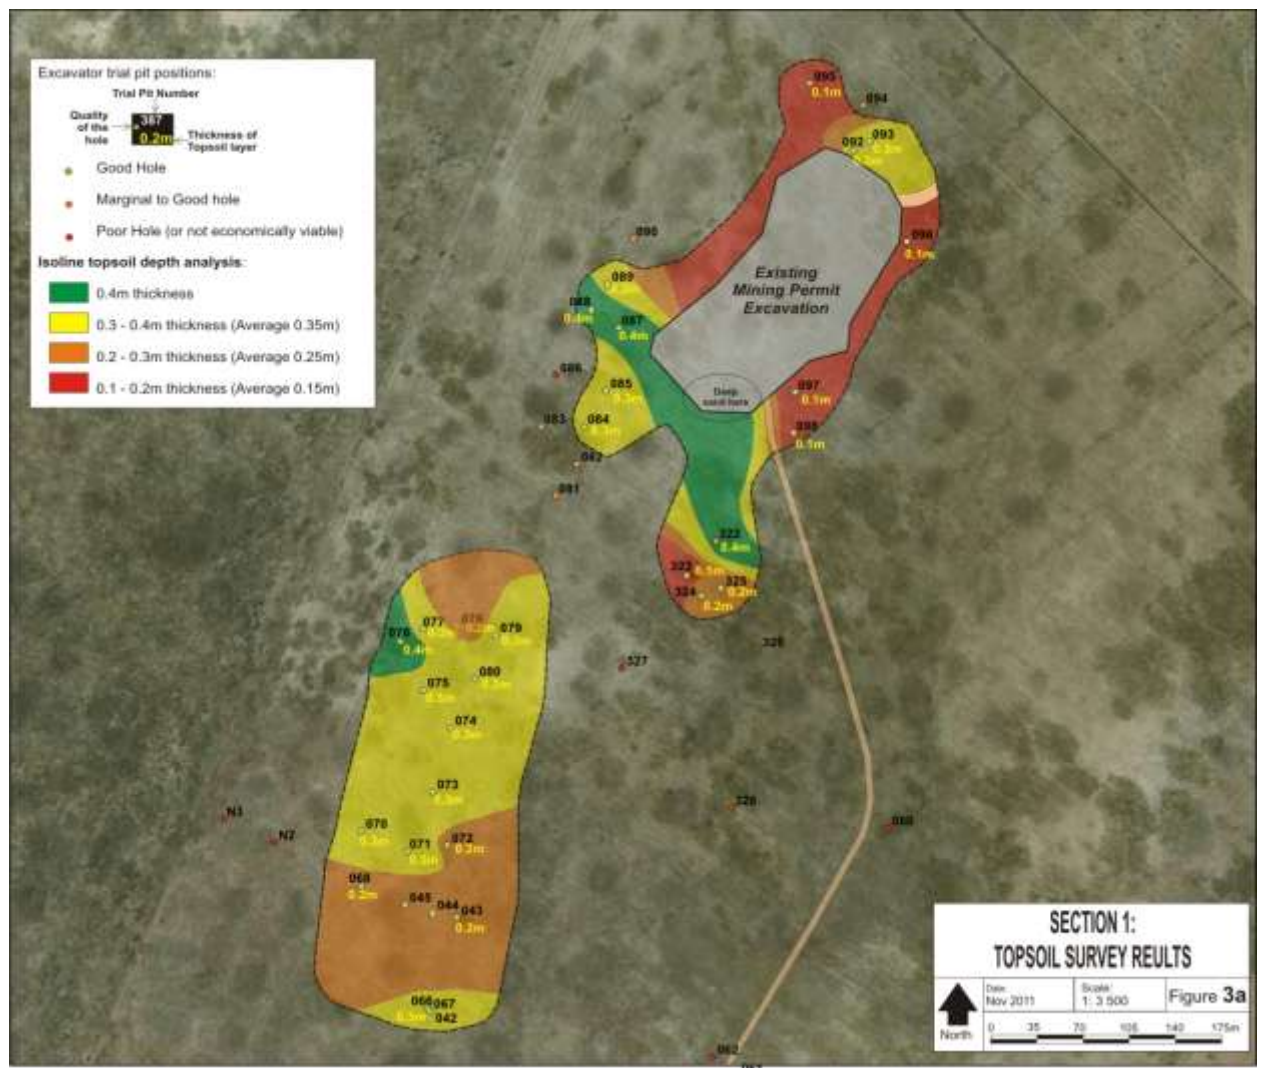 Excavator trial pit positions:
Trial Pit Number
387
0.2m
Quality
of the
hole
Thickness of
Topsoil layer
Good Hole
Marginal to Good hole
Poor Hole (or not economically viable)
Isoline topsoil depth analysis:
0.4m thickness
0.3 - 0.4m thickness (Average 0.35m)
0.2 - 0.3m thickness (Average 0.25m)
0.1 - 0.2m thickness (Average 0.15m)
095
0.1m
094
093
092
096
0.1m
090
089
088
0.4m
087
0.4m
Existing
Mining Permit
Excavation
086
085
0.3m
Deep
sand here
097
0.1m
083
084
0.3m
098
0.1m
082
081
323
0.4m
322
0.1m
325
0.2m
324
0.2m
326
327
076
0.4m
077
078
079
080
075
074
073
070
0.3m
071
0.3m
072
068
0.2m
045
044
043
0.2m
066
067
0.3m
042
N3
N2
328
SECTION 1:
TOPSOIL SURVEY REULTS
North
Date:
Nov 2011
Scale:
1: 3 500
Figure 3a
0 35 70 105 140 175m